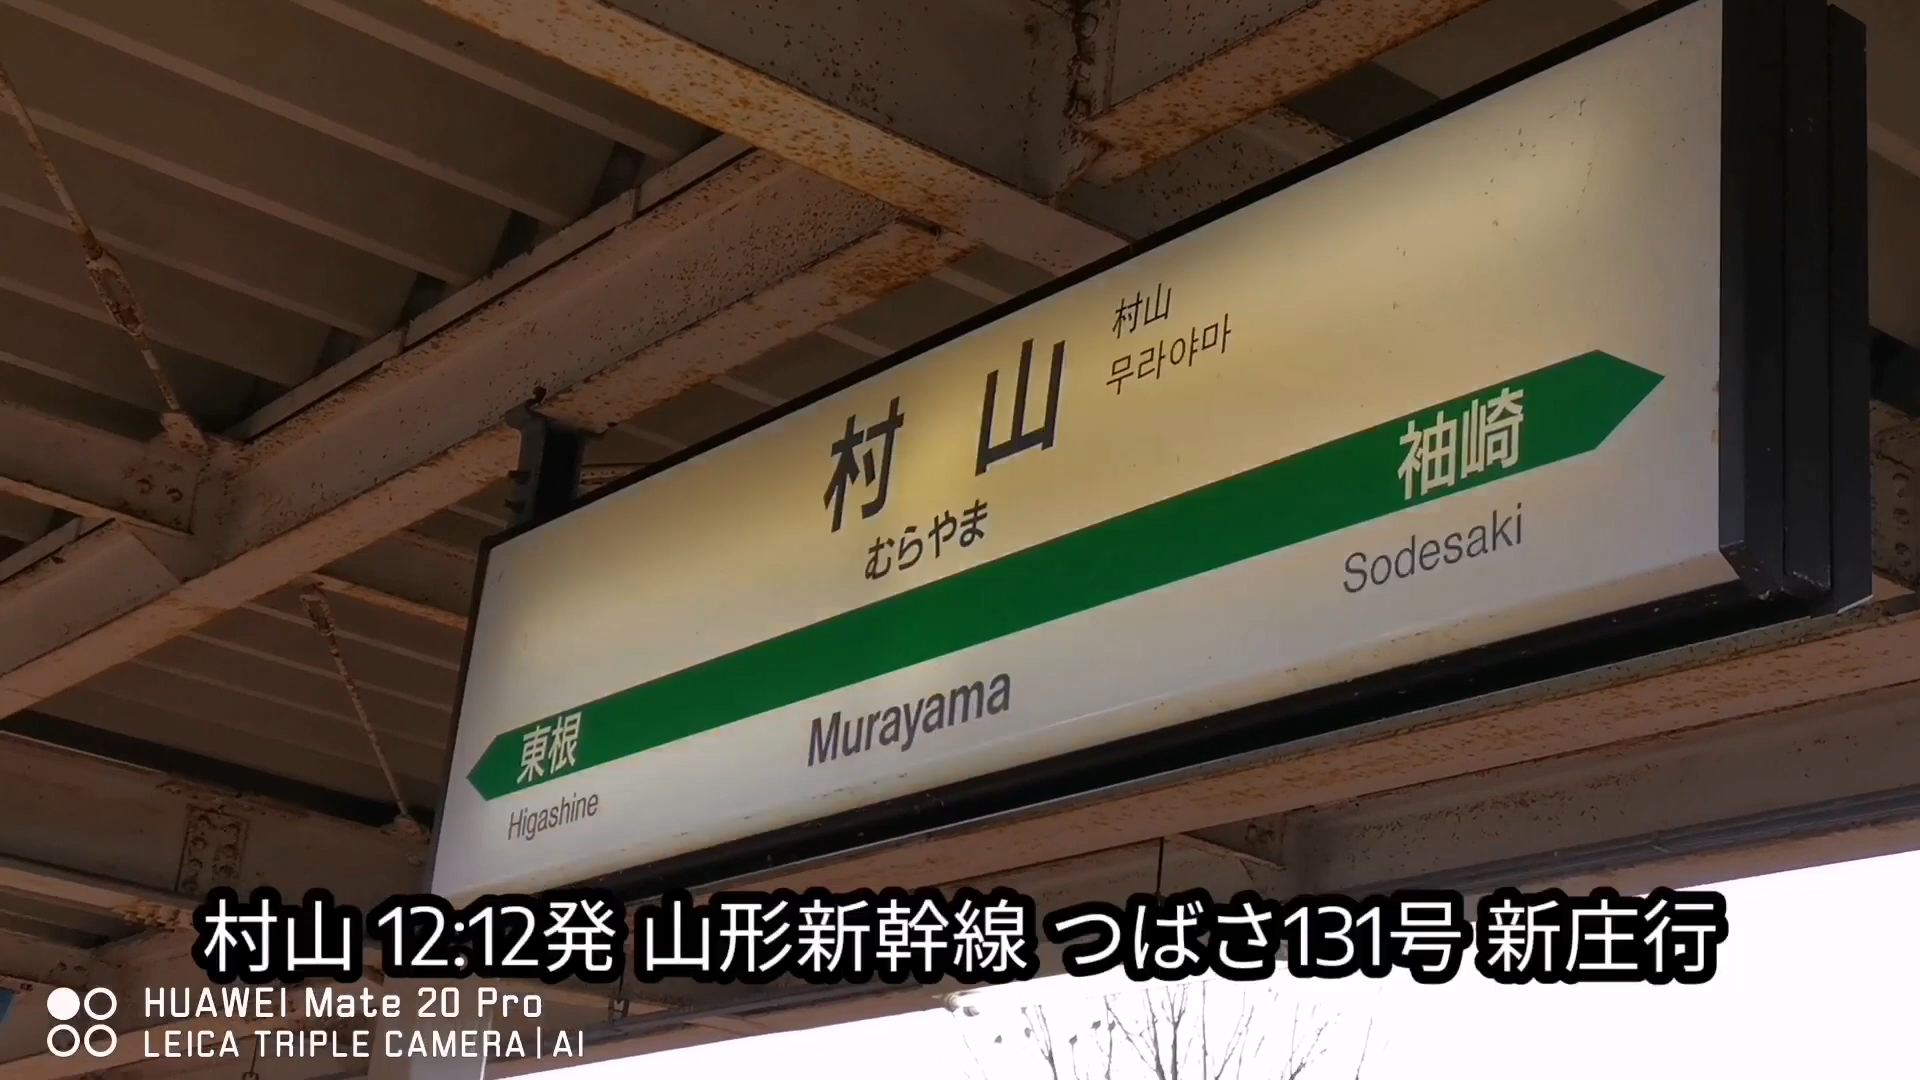 村山
村山
무라야마
むらやま
袖崎
Sodesaki
Murayama
東根
Higashine
村山 12:12発 山形新幹線 つばさ131号 新庄行
HUAWEI Mate 20 Pro
LEICA TRIPLE CAMERA | AI